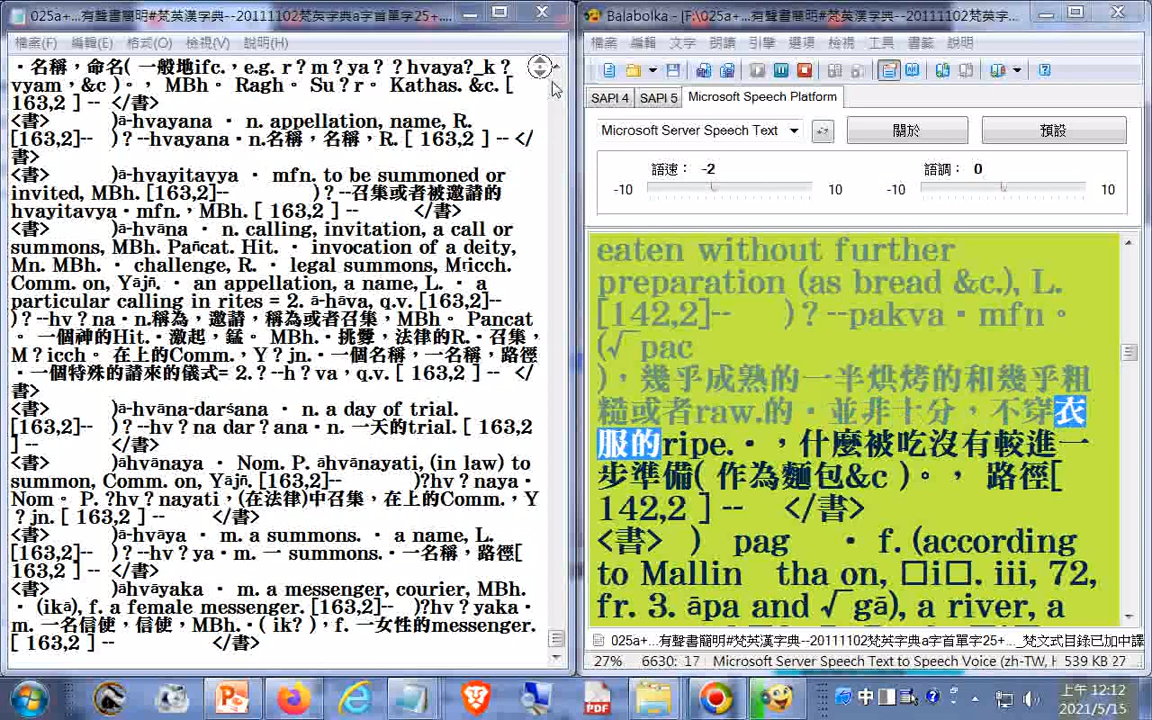 025a+...有聲書簡明#梵英漢字典--20111102梵英字典a字首單字25+...
檔案(F) 編輯(E) 格式(O) 檢視(V) 說明(H)
・名稱，命名( 一般地ifc.，e.g. r？m？ya？？hvaya?_k？
vyam，&c )。， MBh。 Ragh。 Su？r。 Kathas. &c. [
163,2 ] -- </書>
<書> )ā-hvayana ・ n. appellation, name, R.
[163,2]-- )？--hvayana・n.名稱，名稱，R. [ 163,2 ] -- </
書>
<書> )ā-hvayitavya ・ mfn. to be summoned or
invited, MBh. [163,2]-- )？--召集或者被邀請的
hvayitavya・mfn.，MBh. [ 163,2 ] -- </書>
<書> )ā-hvāna ・ n. calling, invitation, a call or
summons, MBh. Pañcat. Hit. ・ invocation of a deity,
Mn. MBh. ・ challenge, R. ・ legal summons, Mṛicch.
Comm. on, Yājñ. ・ an appellation, a name, L. ・ a
particular calling in rites = 2. ā-hāva, q.v. [163,2]--
)？--hv？na・n.稱為，邀請，稱為或者召集，MBh。 Pancat
。 一個神的Hit.・激起，錳。 MBh.・挑釁，法律的R.・召集，
M？icch。 在上的Comm.，Y？jn.・一個名稱，一名稱，路徑
・一個特殊的請來的儀式= 2.？--h？va，q.v. [ 163,2 ] -- </
書>
<書> )ā-hvāna-darśana ・ n. a day of trial.
[163,2]-- )？--hv？na dar？ana・n. 一天的trial. [ 163,2
] -- </書>
<書> )āhvānaya ・ Nom. P. āhvānayati, (in law) to
summon, Comm. on, Yājñ. [163,2]-- )?hv？naya・
Nom。 P. ?hv？nayati，(在法律)中召集，在上的Comm.，Y
？jn. [ 163,2 ] -- </書>
<書> )ā-hvāya ・ m. a summons. ・ a name, L.
[163,2]-- )？--hv？ya・m. 一 summons.・一名稱，路徑[
163,2 ] -- </書>
<書> )āhvāyaka ・ m. a messenger, courier, MBh.
・ (ikā), f. a female messenger. [163,2]-- )?hv？yaka・
m. 一名信使，信使，MBh.・( ik？)，f. 一女性的messenger.
[ 163,2 ] -- </書>
Balabolka - [F:\025a+...有聲書簡明#梵英漢字典--20111102梵英字...
檔案 編輯 文字 朗讀 引擎 選項 檢視 工具 書籤 說明
SAPI 4 SAPI 5 Microsoft Speech Platform
Microsoft Server Speech Text 關於 預設
語速： -2 語調： 0
-10 10 -10 10
eaten without further
preparation (as bread &c.), L.
[142,2]-- )？--pakva・mfn。
(√ pac
)，幾乎成熟的一半烘烤的和幾乎粗
糙或者raw.的・並非十分，不穿衣
服的ripe.・，什麼被吃沒有較進一
步準備( 作為麵包&c )。， 路徑[
142,2 ] -- </書>
<書> ) pag ・ f. (according
to Mallin tha on, □i□. iii, 72,
fr. 3. āpa and √gā), a river, a
025a+...有聲書簡明#梵英漢字典--20111102梵英字典a字首單字25+..._梵文式目錄已加中譯
27% 6630: 17 Microsoft Server Speech Text to Speech Voice (zh-TW, H 539 KB 27
中
上午 12:12
2021/5/15